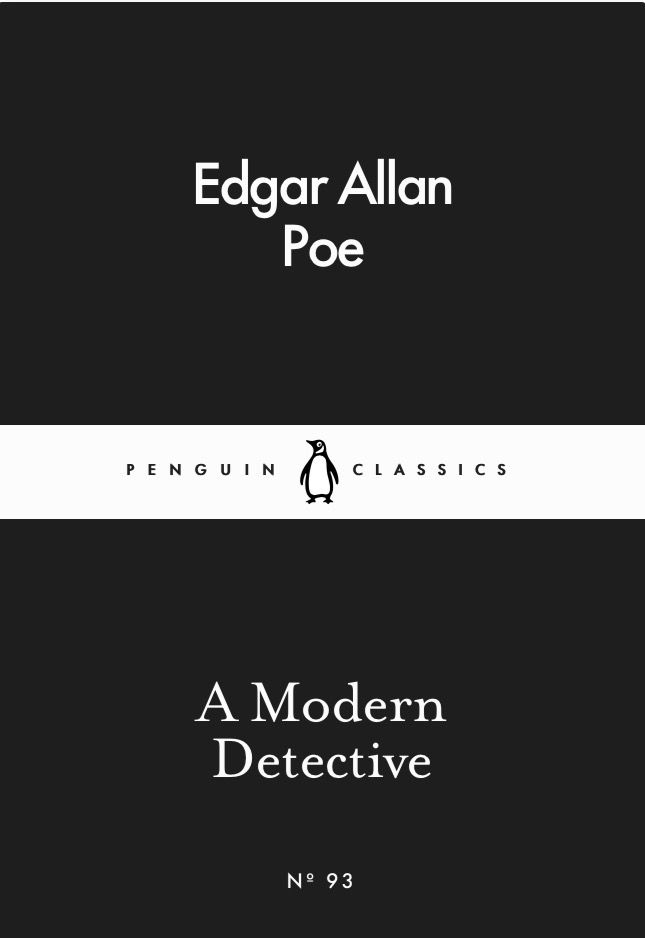 Edgar Allan
Poe
PENGUIN CLASSICS
A Modern
Detective
Nº 93